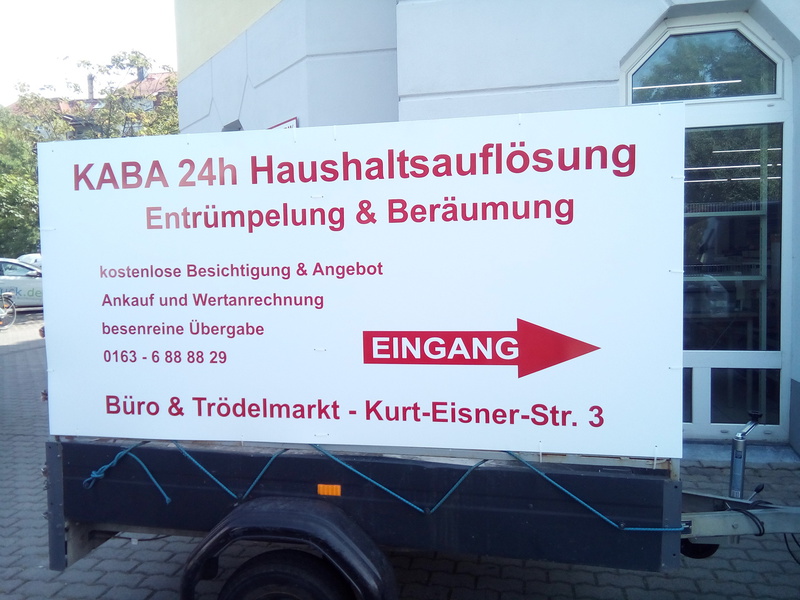 KABA 24h Haushaltsauflösung
Entrümpelung & Beräumung
kostenlose Besichtigung & Angebot
Ankauf und Wertanrechnung
besenreine Übergabe
0163 - 6 88 88 29
EINGANG
Büro & Trödelmarkt - Kurt-Eisner-Str. 3